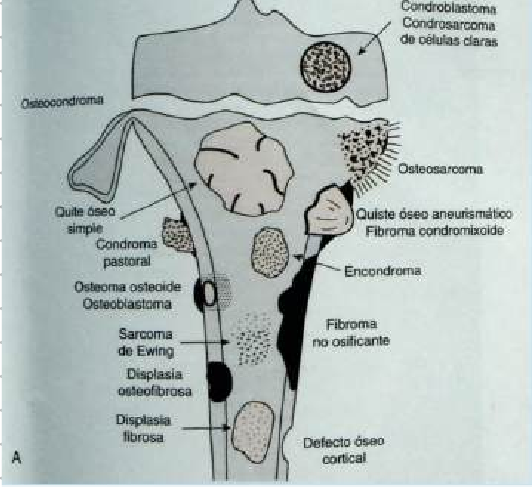 Condroblastoma
Condrosarcoma
de células claras
Osteocondroma
Osteosarcoma
Quite óseo
simple
Quiste óseo aneurismático
Fibroma condromixoide
Condroma
pastoral
Encondroma
Osteoma osteoide
Osteoblastoma
Fibroma
no osificante
Sarcoma
de Ewing
Displasia
osteofibrosa
Displasia
fibrosa
Defecto óseo
cortical
A